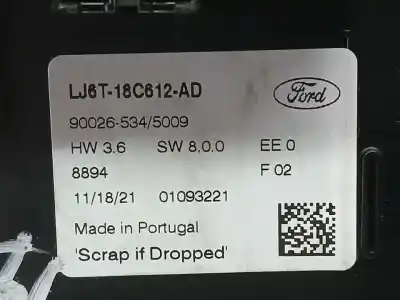 LJ6T-18C612-AD
Ford
90026-534/5009
HW 3.6 SW 8.0.0 EE 0
8894 F 02
11/18/21 01093221
Made in Portugal
'Scrap if Dropped'